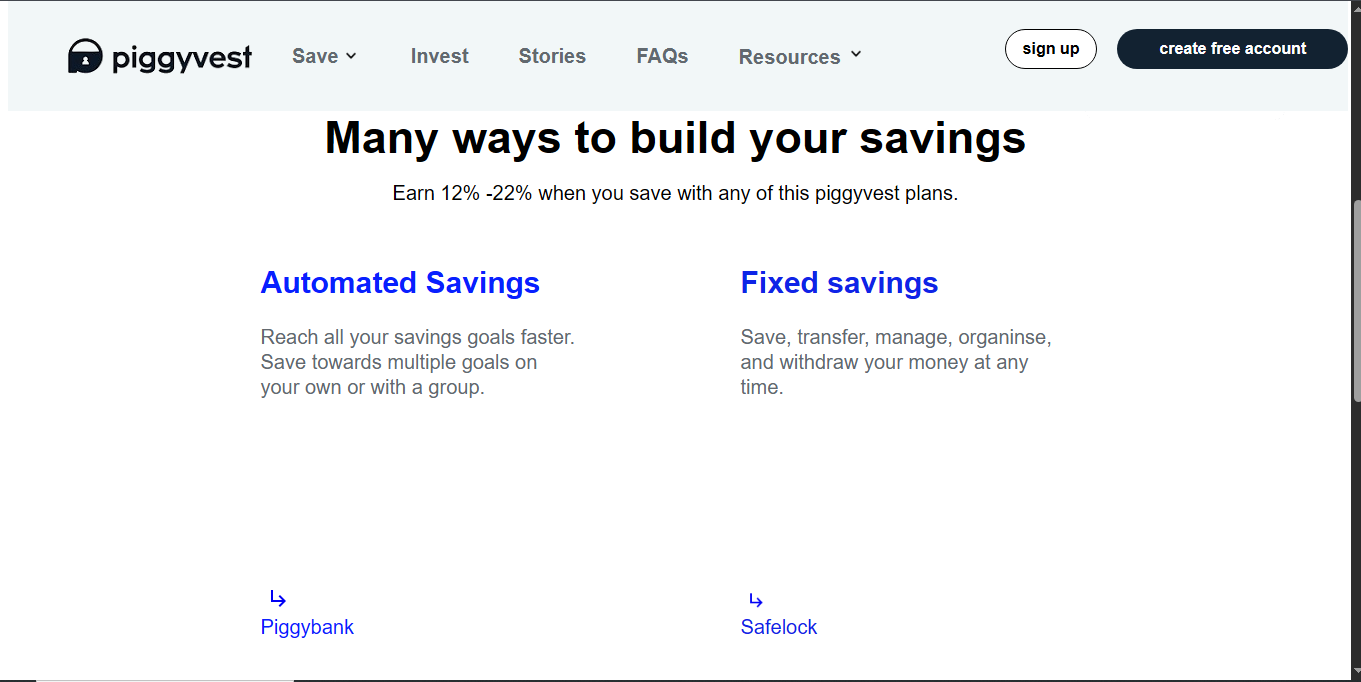 piggyvest Save Invest Stories FAQs Resources sign up create free account
Many ways to build your savings
Earn 12% -22% when you save with any of this piggyvest plans.
Automated Savings
Reach all your savings goals faster.
Save towards multiple goals on
your own or with a group.
Piggybank
Fixed savings
Save, transfer, manage, organinse,
and withdraw your money at any
time.
Safelock